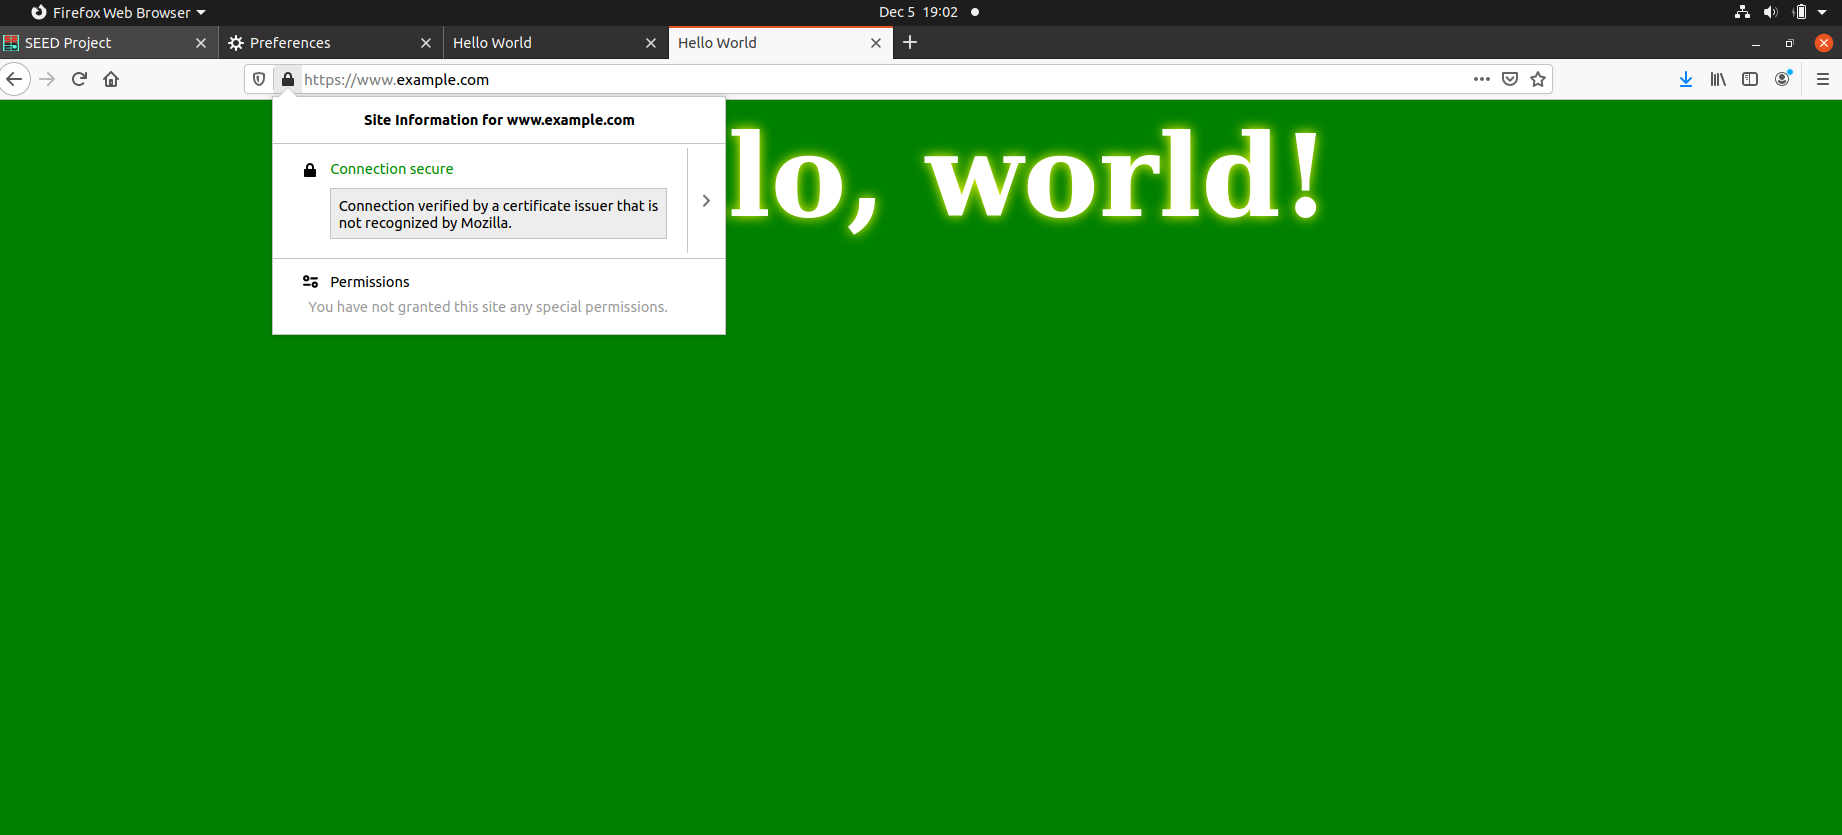 Firefox Web Browser
Dec 5 19:02
SEED Project
Preferences
Hello World
Hello World
https://www.example.com
Site Information for www.example.com
Connection secure
Connection verified by a certificate issuer that is
not recognized by Mozilla.
Permissions
You have not granted this site any special permissions.
lo, world!